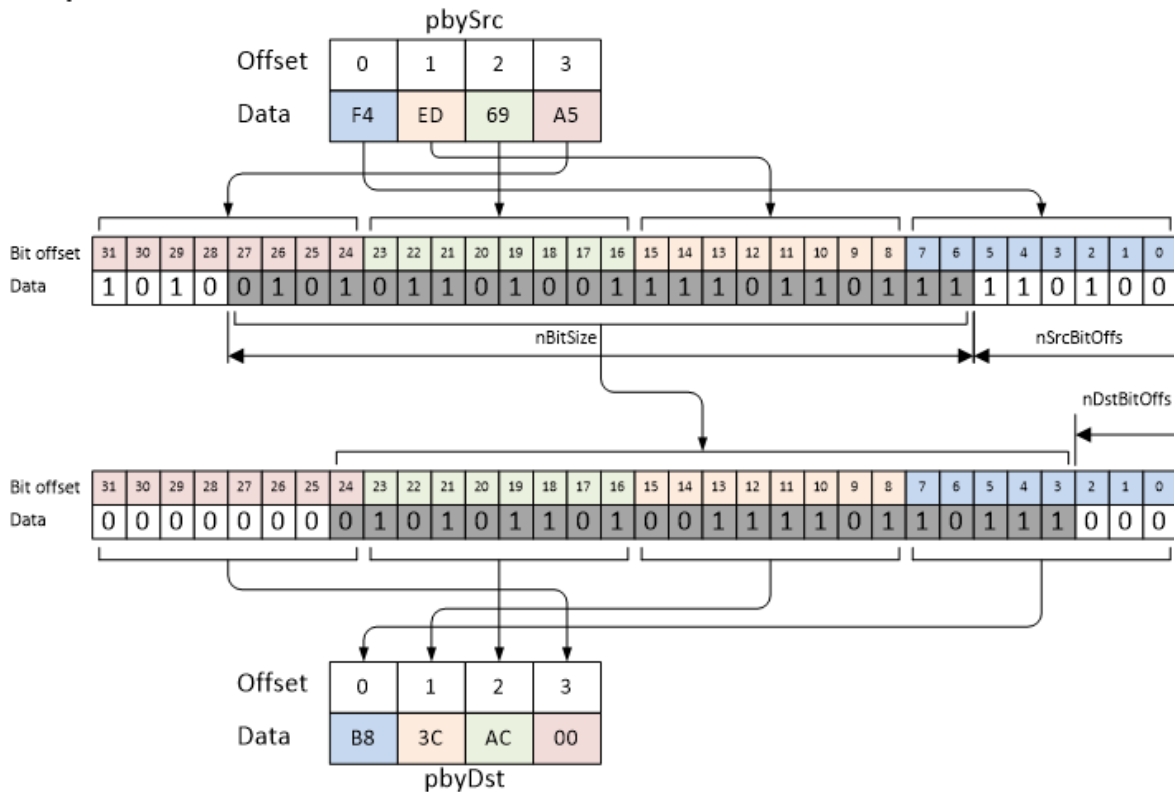 pbySrc
Offset 0 1 2 3
Data F4 ED 69 A5
Bit offset 31 30 29 28 27 26 25 24 23 22 21 20 19 18 17 16 15 14 13 12 11 10 9 8 7 6 5 4 3 2 1 0
Data 1 0 1 0 0 1 0 1 0 1 1 0 1 0 0 1 1 1 1 0 1 1 0 1 1 1 1 1 0 1 0 0
nBitSize nSrcBitOffs
nDstBitOffs
Bit offset 31 30 29 28 27 26 25 24 23 22 21 20 19 18 17 16 15 14 13 12 11 10 9 8 7 6 5 4 3 2 1 0
Data 0 0 0 0 0 0 0 0 1 0 1 0 1 1 0 1 0 0 1 1 1 1 0 1 1 0 1 1 1 0 0 0
Offset 0 1 2 3
Data B8 3C AC 00
pbyDst